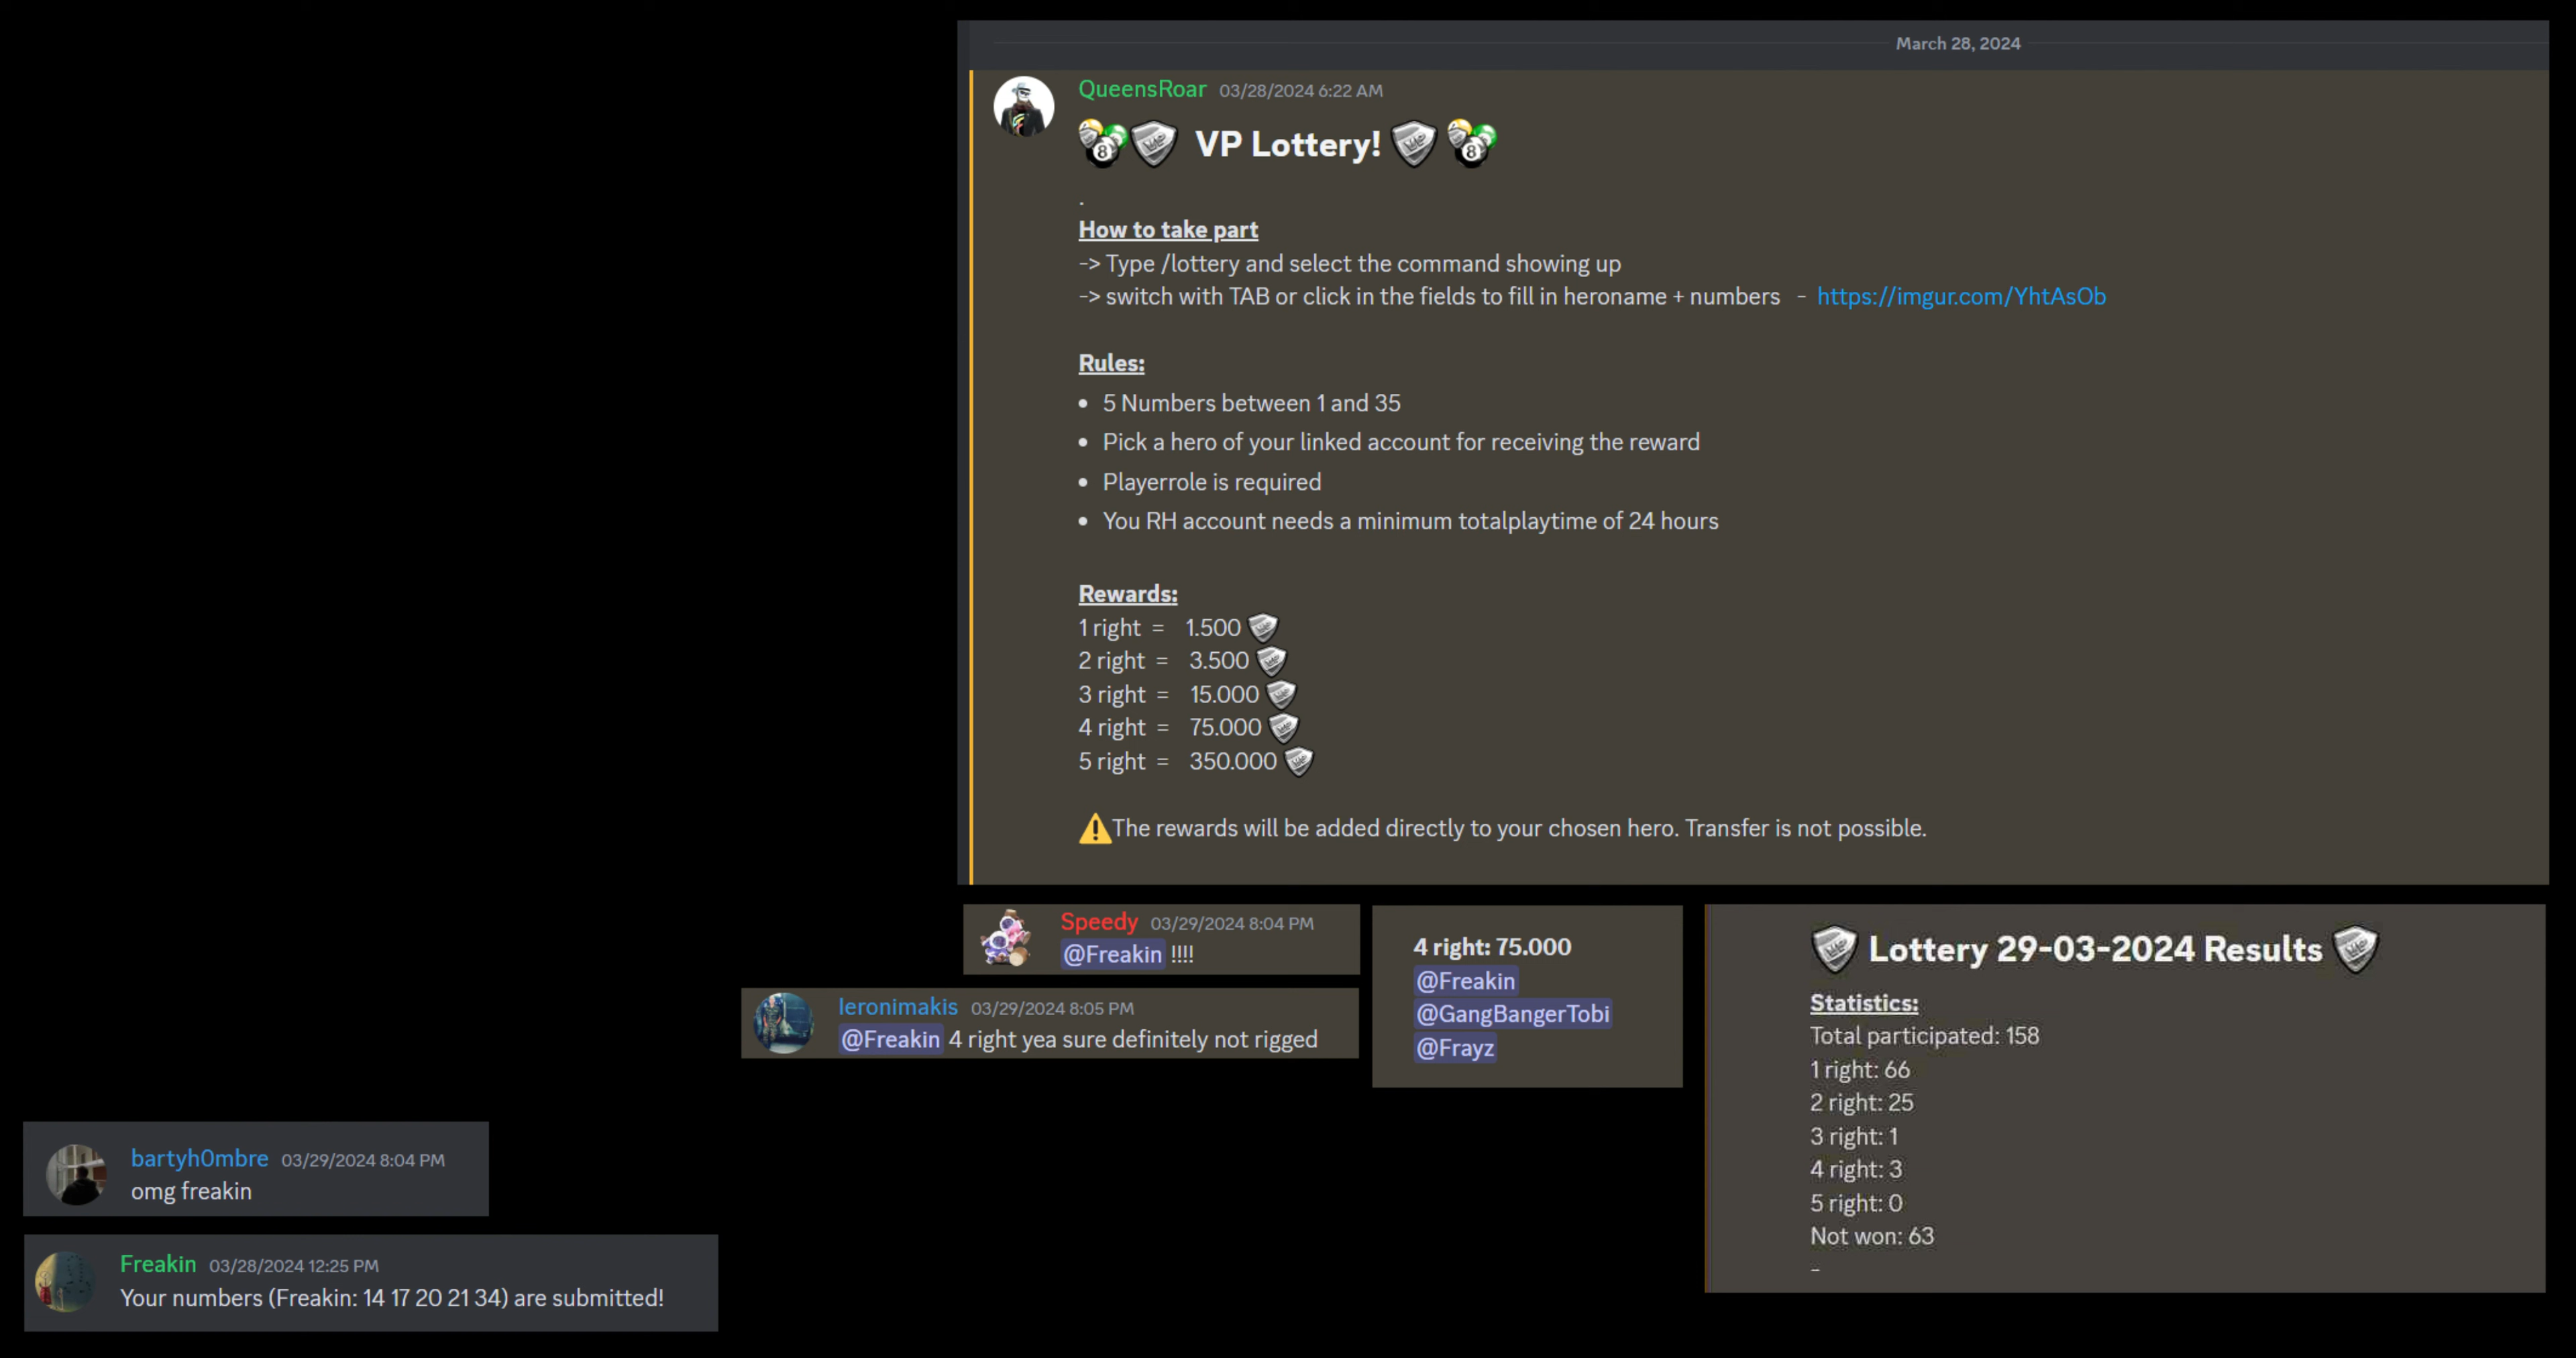 March 28, 2024
QueensRoar 03/28/2024 6:22 AM
VP Lottery!
.
How to take part
-> Type /lottery and select the command showing up
-> switch with TAB or click in the fields to fill in heroname + numbers - https://imgur.com/YhtAsOb
Rules:
• 5 Numbers between 1 and 35
• Pick a hero of your linked account for receiving the reward
• Playerrole is required
• You RH account needs a minimum totalplaytime of 24 hours
Rewards:
1 right = 1.500
2 right = 3.500
3 right = 15.000
4 right = 75.000
5 right = 350.000
⚠️The rewards will be added directly to your chosen hero. Transfer is not possible.
Speedy 03/29/2024 8:04 PM
@Freakin !!!!
Ieronimakis 03/29/2024 8:05 PM
@Freakin 4 right yea sure definitely not rigged
4 right: 75.000
@Freakin
@GangBangerTobi
@Frayz
Lottery 29-03-2024 Results
Statistics:
Total participated: 158
1 right: 66
2 right: 25
3 right: 1
4 right: 3
5 right: 0
Not won: 63
-
bartyh0mbre 03/29/2024 8:04 PM
omg freakin
Freakin 03/28/2024 12:25 PM
Your numbers (Freakin: 14 17 20 21 34) are submitted!